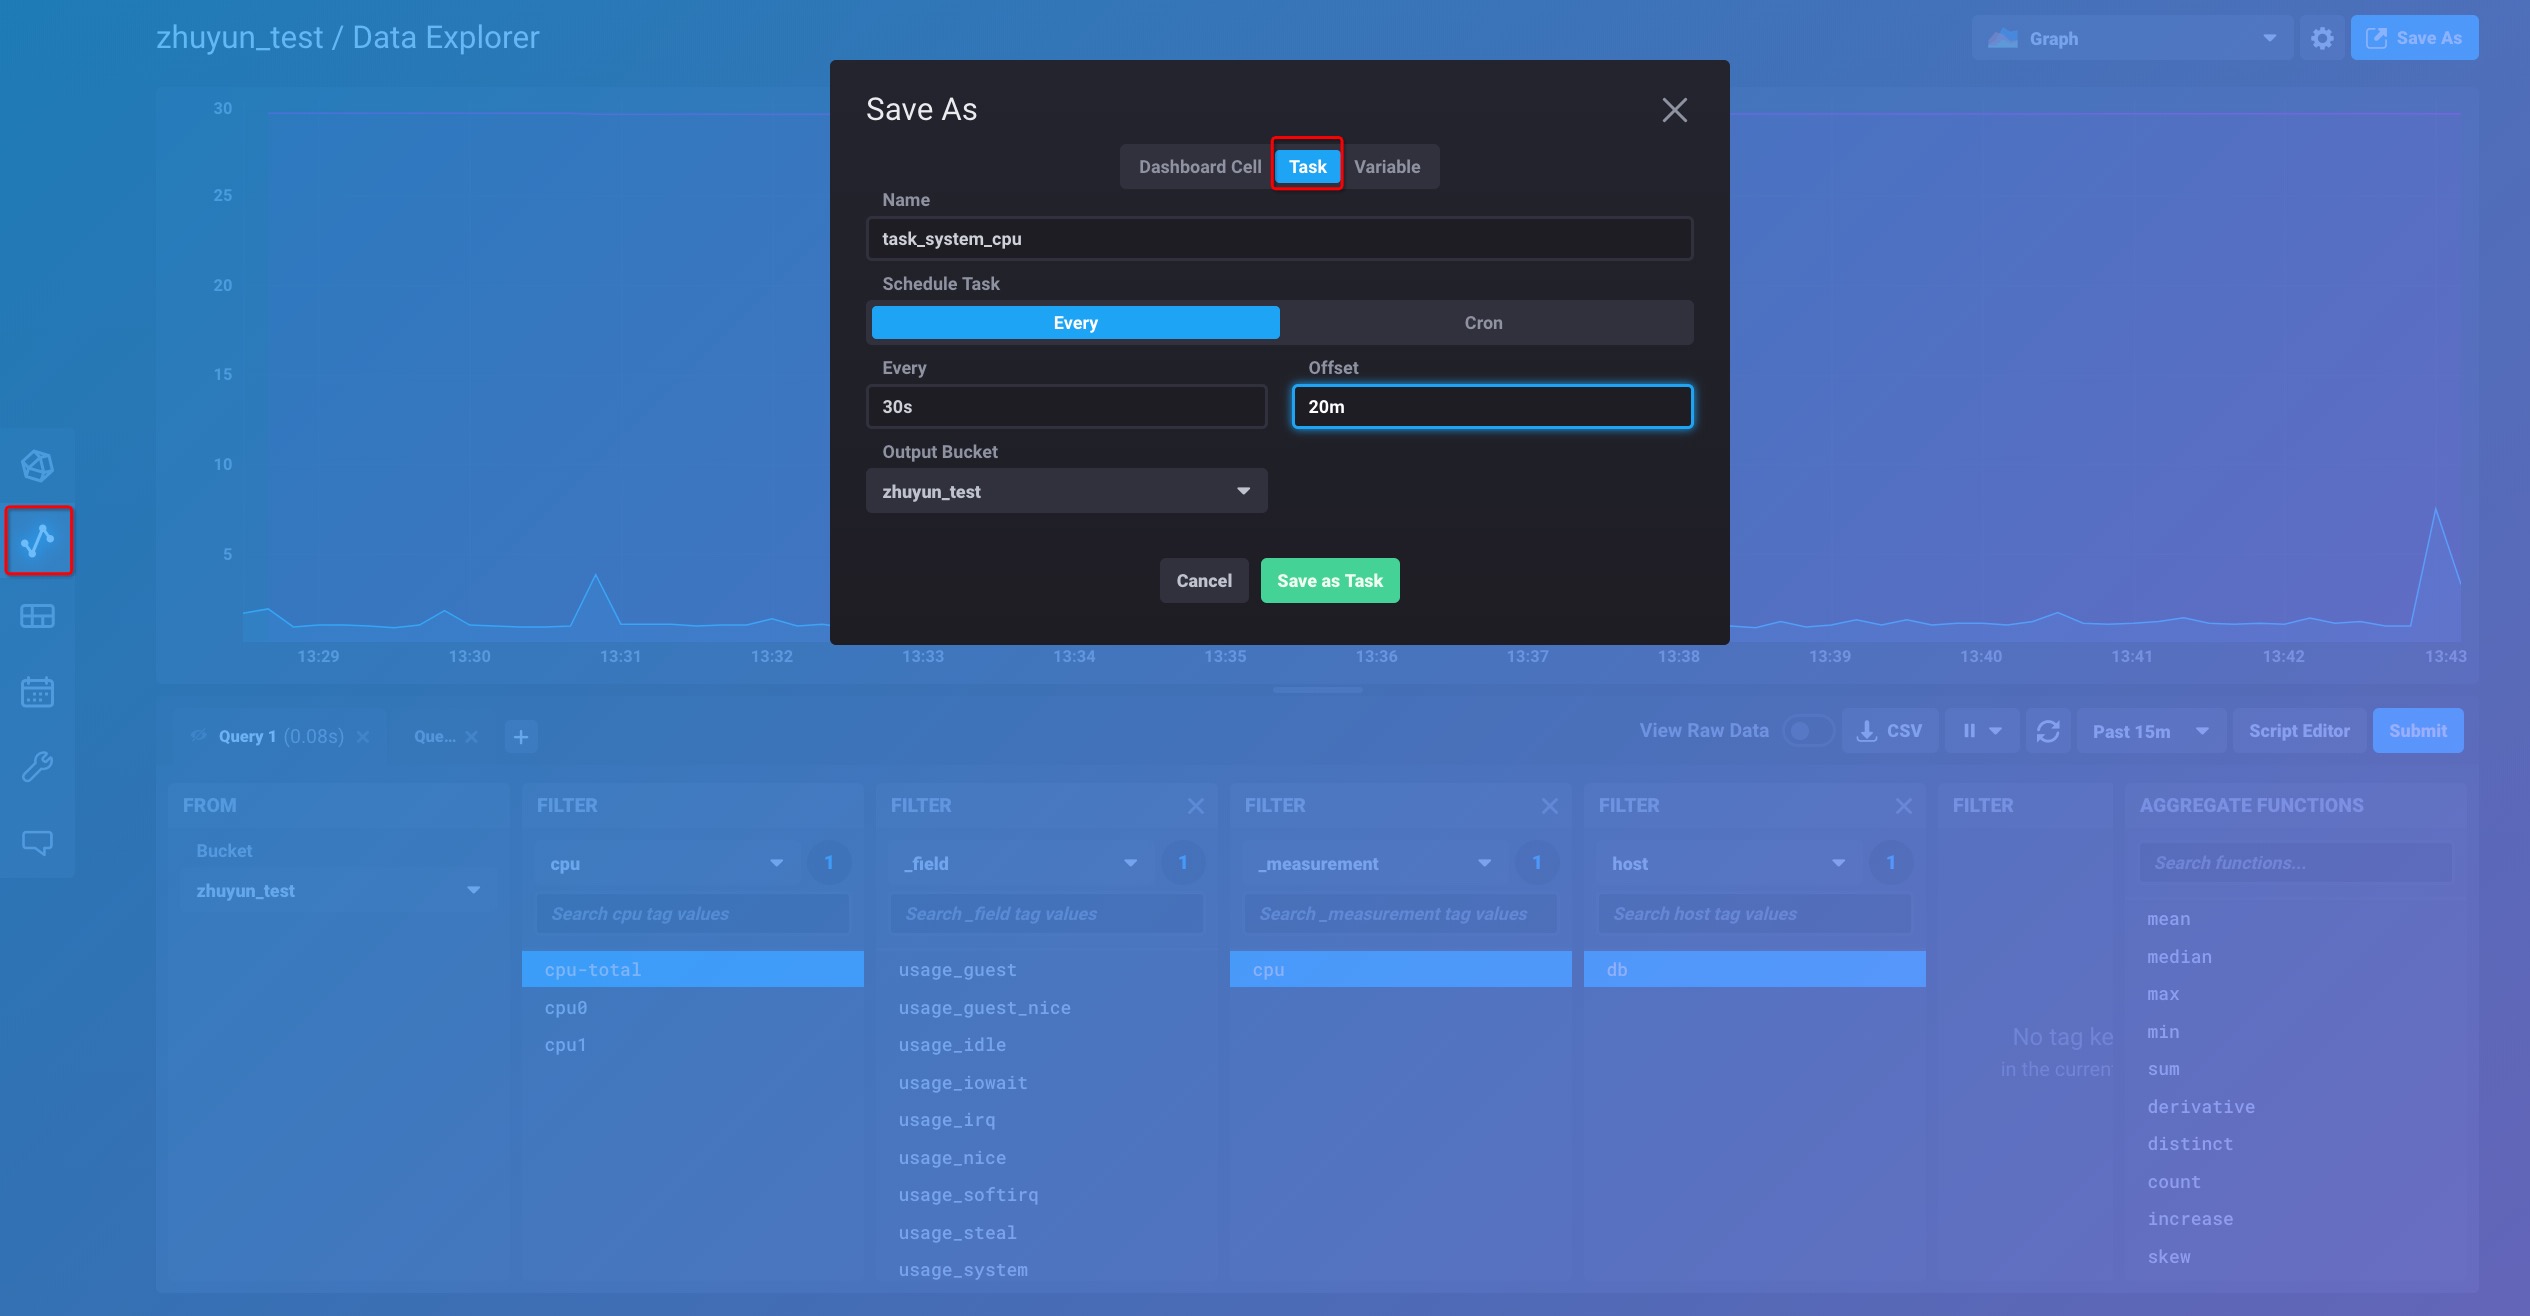 zhuyun_test / Data Explorer
Graph
Save As
30
25
20
15
10
5
13:29 13:30 13:31 13:32 13:33 13:34 13:35 13:36 13:37 13:38 13:39 13:40 13:41 13:42 13:43
Save As
Dashboard Cell Task Variable
Name
task_system_cpu
Schedule Task
Every Cron
Every Offset
30s 20m
Output Bucket
zhuyun_test
Cancel Save as Task
Query 1 (0.08s) Que...
View Raw Data CSV Past 15m Script Editor Submit
FROM
Bucket
zhuyun_test
FILTER
cpu 1
Search cpu tag values
cpu-total
cpu0
cpu1
FILTER
_field 1
Search _field tag values
usage_guest
usage_guest_nice
usage_idle
usage_iowait
usage_irq
usage_nice
usage_softirq
usage_steal
usage_system
FILTER
_measurement 1
Search _measurement tag values
cpu
FILTER
host 1
Search host tag values
db
FILTER
No tag ke
in the curren
AGGREGATE FUNCTIONS
Search functions...
mean
median
max
min
sum
derivative
distinct
count
increase
skew